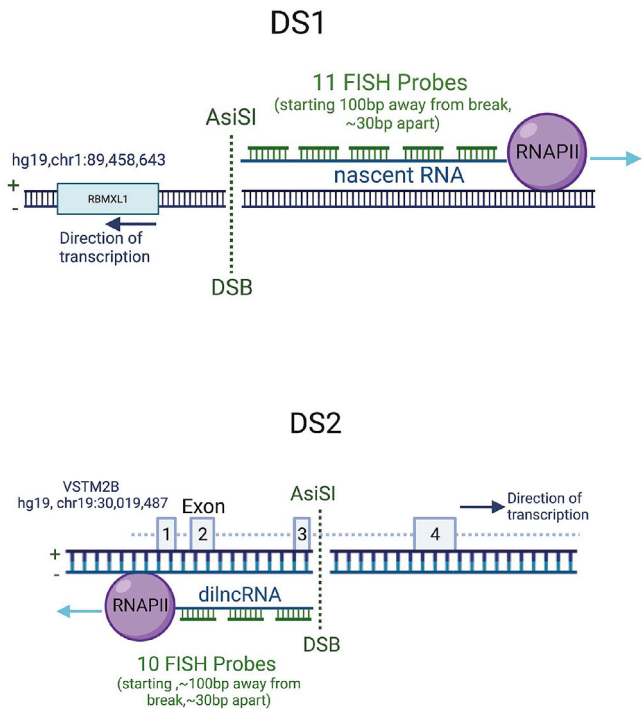 DS1
11 FISH Probes
(starting 100bp away from break,
~30bp apart)
AsiSI
RNAPII
hg19,chr1:89,458,643
nascent RNA
+
-
RBMXL1
Direction of
transcription
DSB
DS2
VSTM2B
hg19, chr19:30,019,487
Exon
AsiSI
Direction of
transcription
1 2 3 4
+
-
RNAPII
dilncRNA
DSB
10 FISH Probes
(starting ,~100bp away from
break,~30bp apart)